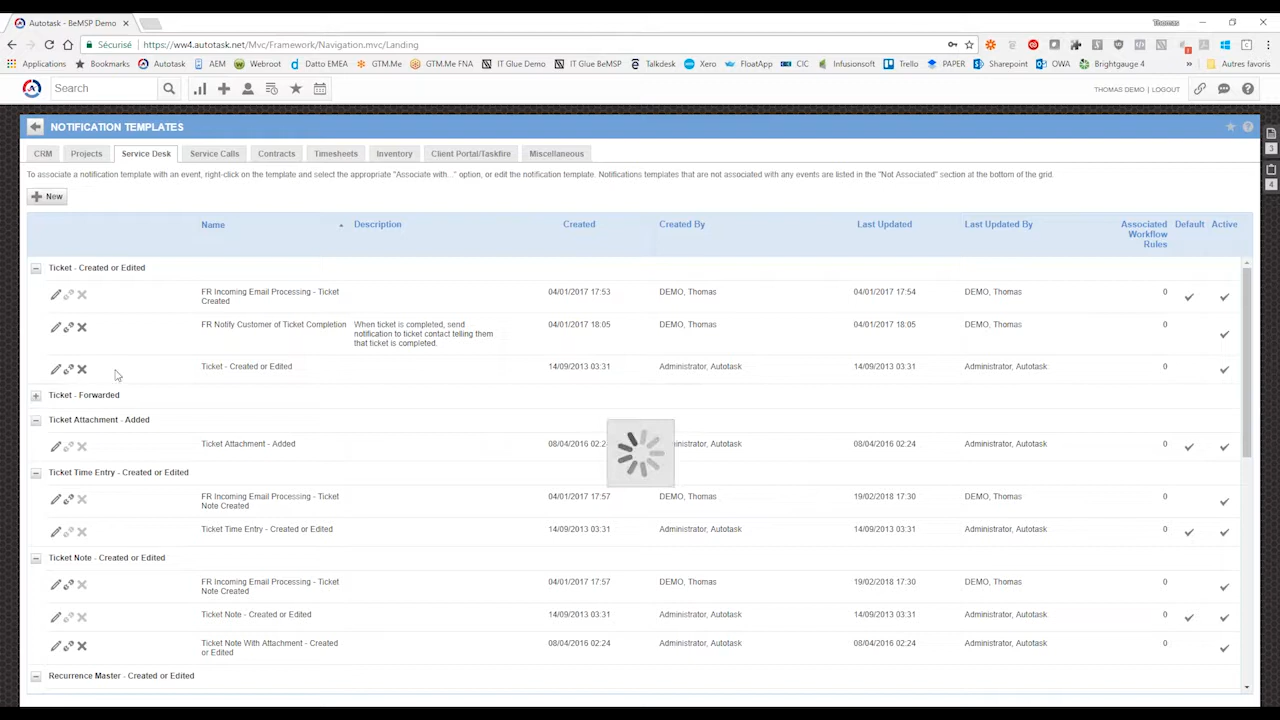 Autotask - BeMSP Demo
Thomas
Sécurisé https://ww4.autotask.net/Mvc/Framework/Navigation.mvc/Landing
Applications Bookmarks Autotask AEM Webroot Datto EMEA GTM.Me GTM.Me FNA IT Glue Demo IT Glue BeMSP Talkdesk Xero FloatApp CIC Infusionsoft Trello PAPER Sharepoint OWA Brightgauge 4 » Autres favoris
Search
THOMAS DEMO | LOGOUT
NOTIFICATION TEMPLATES
3
4
CRM Projects Service Desk Service Calls Contracts Timesheets Inventory Client Portal/Taskfire Miscellaneous
To associate a notification template with an event, right-click on the template and select the appropriate "Associate with..." option, or edit the notification template. Notifications templates that are not associated with any events are listed in the "Not Associated" section at the bottom of the grid.
New
Name Description Created Created By Last Updated Last Updated By Associated Workflow Rules Default Active
Ticket - Created or Edited
FR Incoming Email Processing - Ticket Created 04/01/2017 17:53 DEMO, Thomas 04/01/2017 17:54 DEMO, Thomas 0
FR Notify Customer of Ticket Completion When ticket is completed, send notification to ticket contact telling them that ticket is completed. 04/01/2017 18:05 DEMO, Thomas 04/01/2017 18:05 DEMO, Thomas 0
Ticket - Created or Edited 14/09/2013 03:31 Administrator, Autotask 14/09/2013 03:31 Administrator, Autotask 0
Ticket - Forwarded
Ticket Attachment - Added
Ticket Attachment - Added 08/04/2016 02:2 ministrator, Autotask 08/04/2016 02:24 Administrator, Autotask 0
Ticket Time Entry - Created or Edited
FR Incoming Email Processing - Ticket Note Created 04/01/2017 17:57 DEMO, Thomas 19/02/2018 17:30 DEMO, Thomas 0
Ticket Time Entry - Created or Edited 14/09/2013 03:31 Administrator, Autotask 14/09/2013 03:31 Administrator, Autotask 0
Ticket Note - Created or Edited
FR Incoming Email Processing - Ticket Note Created 04/01/2017 17:57 DEMO, Thomas 19/02/2018 17:30 DEMO, Thomas 0
Ticket Note - Created or Edited 14/09/2013 03:31 Administrator, Autotask 14/09/2013 03:31 Administrator, Autotask 0
Ticket Note With Attachment - Created or Edited 08/04/2016 02:24 Administrator, Autotask 08/04/2016 02:24 Administrator, Autotask 0
Recurrence Master - Created or Edited